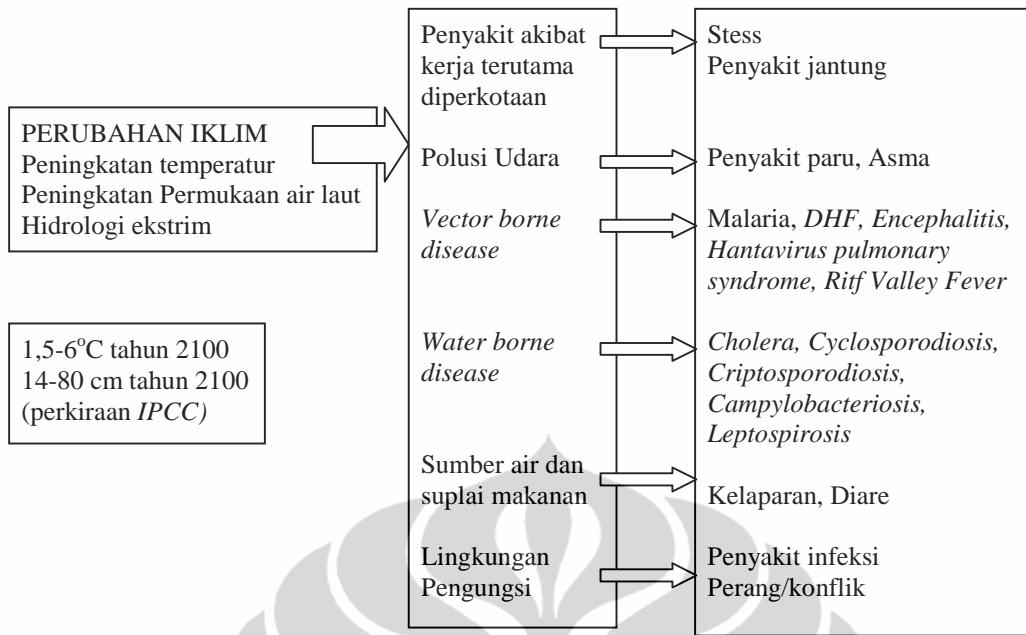 PERUBAHAN IKLIM
Peningkatan temperatur
Peningkatan Permukaan air laut
Hidrologi ekstrim
1,5-6°C tahun 2100
14-80 cm tahun 2100
(perkiraan IPCC)
Penyakit akibat
kerja terutama
diperkotaan
Polusi Udara
Vector borne
disease
Water borne
disease
Sumber air dan
suplai makanan
Lingkungan
Pengungsi
Stess
Penyakit jantung
Penyakit paru, Asma
Malaria, DHF, Encephalitis,
Hantavirus pulmonary
syndrome, Ritf Valley Fever
Cholera, Cyclosporodiosis,
Criptosporodiosis,
Campylobacteriosis,
Leptospirosis
Kelaparan, Diare
Penyakit infeksi
Perang/konflik